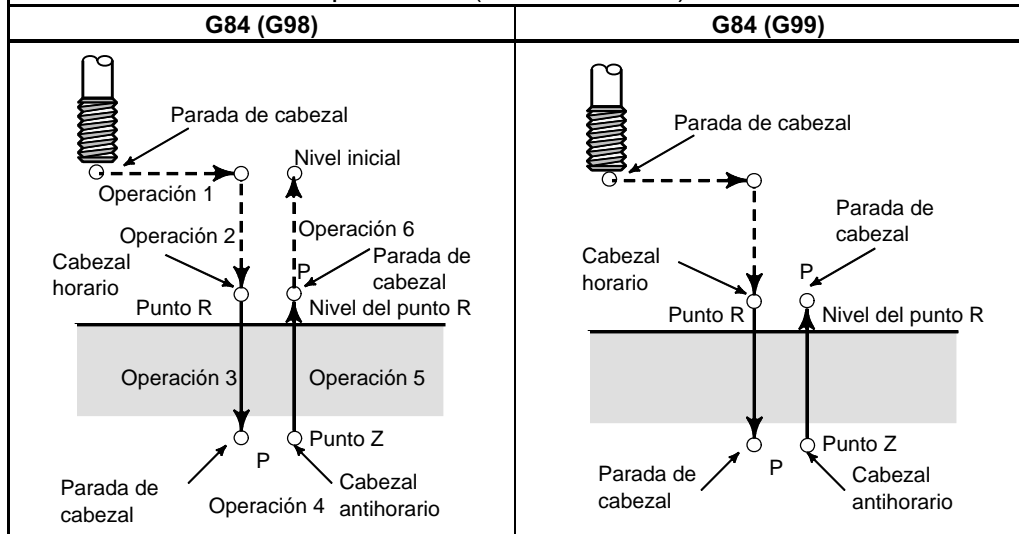 G84 (G98)
G84 (G99)
Parada de cabezal
Nivel inicial
Operación 1
Operación 2
Operación 6
Cabezal
horario
P
Parada de
cabezal
Punto R
Nivel del punto R
Operación 3
Operación 5
Punto Z
P
Parada de
cabezal
Operación 4
Cabezal
antihorario
Parada de cabezal
Parada de
cabezal
Cabezal
horario
P
Punto R
Nivel del punto R
Punto Z
P
Parada de
cabezal
Cabezal
antihorario